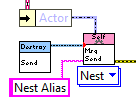 Actor
Self
Destroy
Msg
Send
Send
Nest Alias
Nest